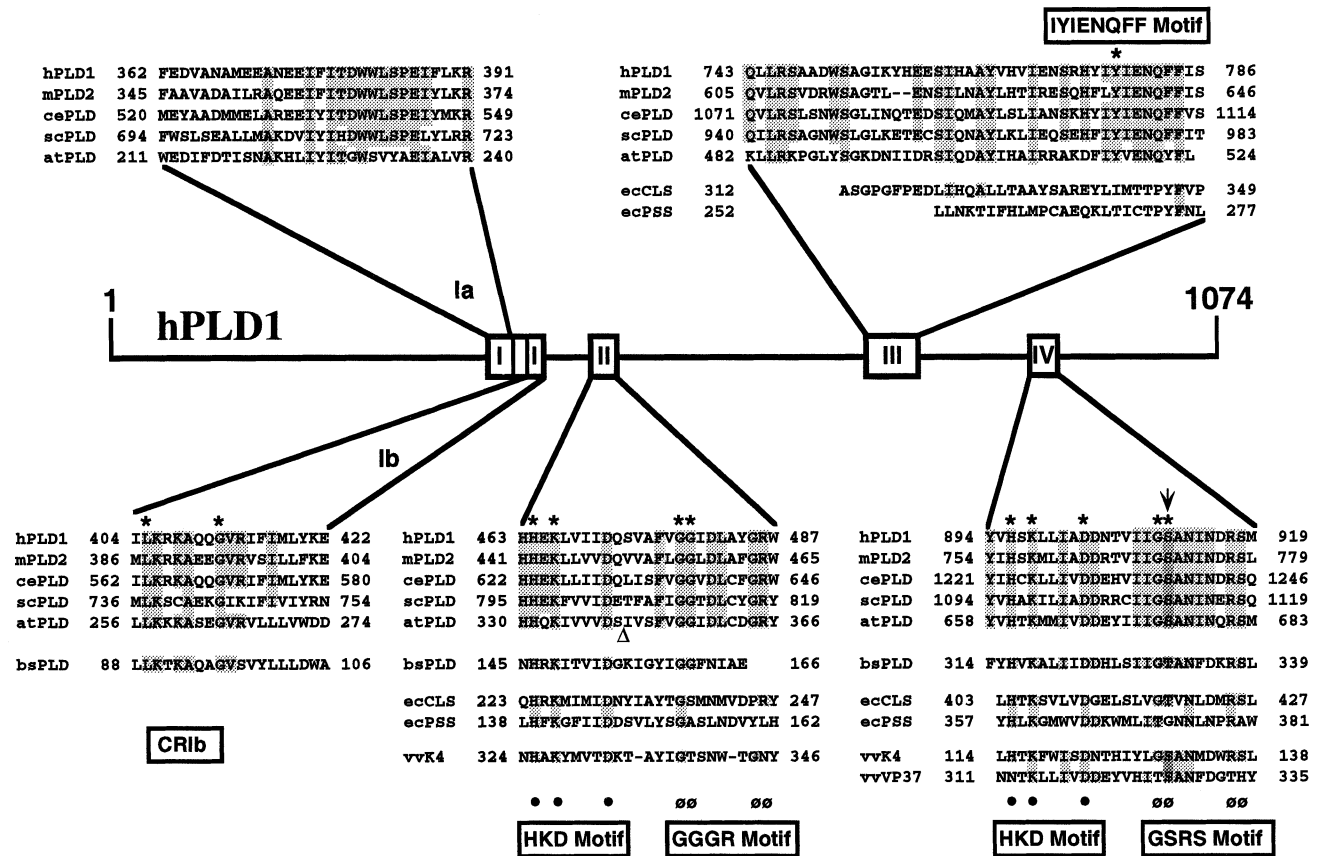 IYIENQFF Motif
*
hPLD1 362 FEDVANAMEEANEEIFITDWWLSPEIFLKR 391
mPLD2 345 FAAVADAILRAQEEIFITDWWLSPEIYLKR 374
cePLD 520 MEYAADMMELAREEIYITDWWLSPEIYMKR 549
scPLD 694 FWSLSEALLMAKDVIYIHDWWLSPELYLRR 723
atPLD 211 WEDIFDTISNAKHLIYITGWSVYAEIALVR 240
hPLD1 743 QLLRSAADWSAGIKYHEESIHAAYVHVIENSRHYIYIENQFFIS 786
mPLD2 605 QVLRSVDRWSAGTL--ENSILNAYLHTIRESQHFLYIENQFFIS 646
cePLD 1071 QVLRSLSNWSGLINQTEDSIQMAYLSLIANSKHYIYIENQFFVS 1114
scPLD 940 QILRSAGNWSLGLKETECSIQNAYLKLIEQSEHFIYIENQFFIT 983
atPLD 482 KLLRKPGLYSGKDNIIDRSIQDAYIHAIRRAKDFIYVENQYFL 524
ecCLS 312 ASGPGFPEDLIHQALLTAAYSAREYLIMTTPYFVP 349
ecPSS 252 LLNKTIFHLMPCAEQKLTICTPYFNL 277
Ia
1
hPLD1
1074
I I II III IV
Ib
* *
hPLD1 404 ILKRKAQQGVRIFIMLYKE 422
mPLD2 386 MLKRKAEEGVRVSILLFKE 404
cePLD 562 ILKRKAQQGVRIFIMLYKE 580
scPLD 736 MLKSCAEKGIKIFIVIYRN 754
atPLD 256 LLKKKASEGVRVLLLVWDD 274
bsPLD 88 LLKTKAQAGVSVYLLLDWA 106
CRIb
* * **
hPLD1 463 HHEKLVIIDQSVAFVGGIDLAYGRW 487
mPLD2 441 HHEKLLVVDQVVAFLGGLDLAFGRW 465
cePLD 622 HHEKLLIIDQLISFVGGVDLCFGRW 646
scPLD 795 HHEKFVVIDETFAFIGGTDLCYGRY 819
atPLD 330 HHQKIVVVDSIVSFVGGIDLCDGRY 366
Δ
bsPLD 145 NHRKITVIDGKIGYIGGFNIAE 166
ecCLS 223 QHRKMIMIDNYIAYTGSMNMVDPRY 247
ecPSS 138 LHFKGFIIDDSVLYSGASLNDVYLH 162
vvK4 324 NHAKYMVTDKT-AYIGTSNW-TGNY 346
● ● ● øø øø
HKD Motif GGGR Motif
* * * **
hPLD1 894 YVHSKLLIADDNTVIIGSANINDRSM 919
mPLD2 754 YIHSKVLIADDRTVIIGSANINDRSL 779
cePLD 1221 YIHCKLLIVDDEHVIIGSANINDRSQ 1246
scPLD 1094 YVHAKILIADDRRCIIGSANINERSQ 1119
atPLD 658 YVHTKMMIVDDEYIIIGSANINQRSM 683
bsPLD 314 FYHVKALIIDDHLSIIGTANFDKRSL 339
ecCLS 403 LHTKSVLVDGELSLVGTVNLDMRSL 427
ecPSS 357 YHLKGMWVDDKWMLITGNNLNPRAW 381
vvK4 114 LHTKFWISDNTHIYLGSANMDWRSL 138
vvVP37 311 NNTKLLIVDDEYVHITSANFDGTHY 335
● ● ● øø øø
HKD Motif GSRS Motif